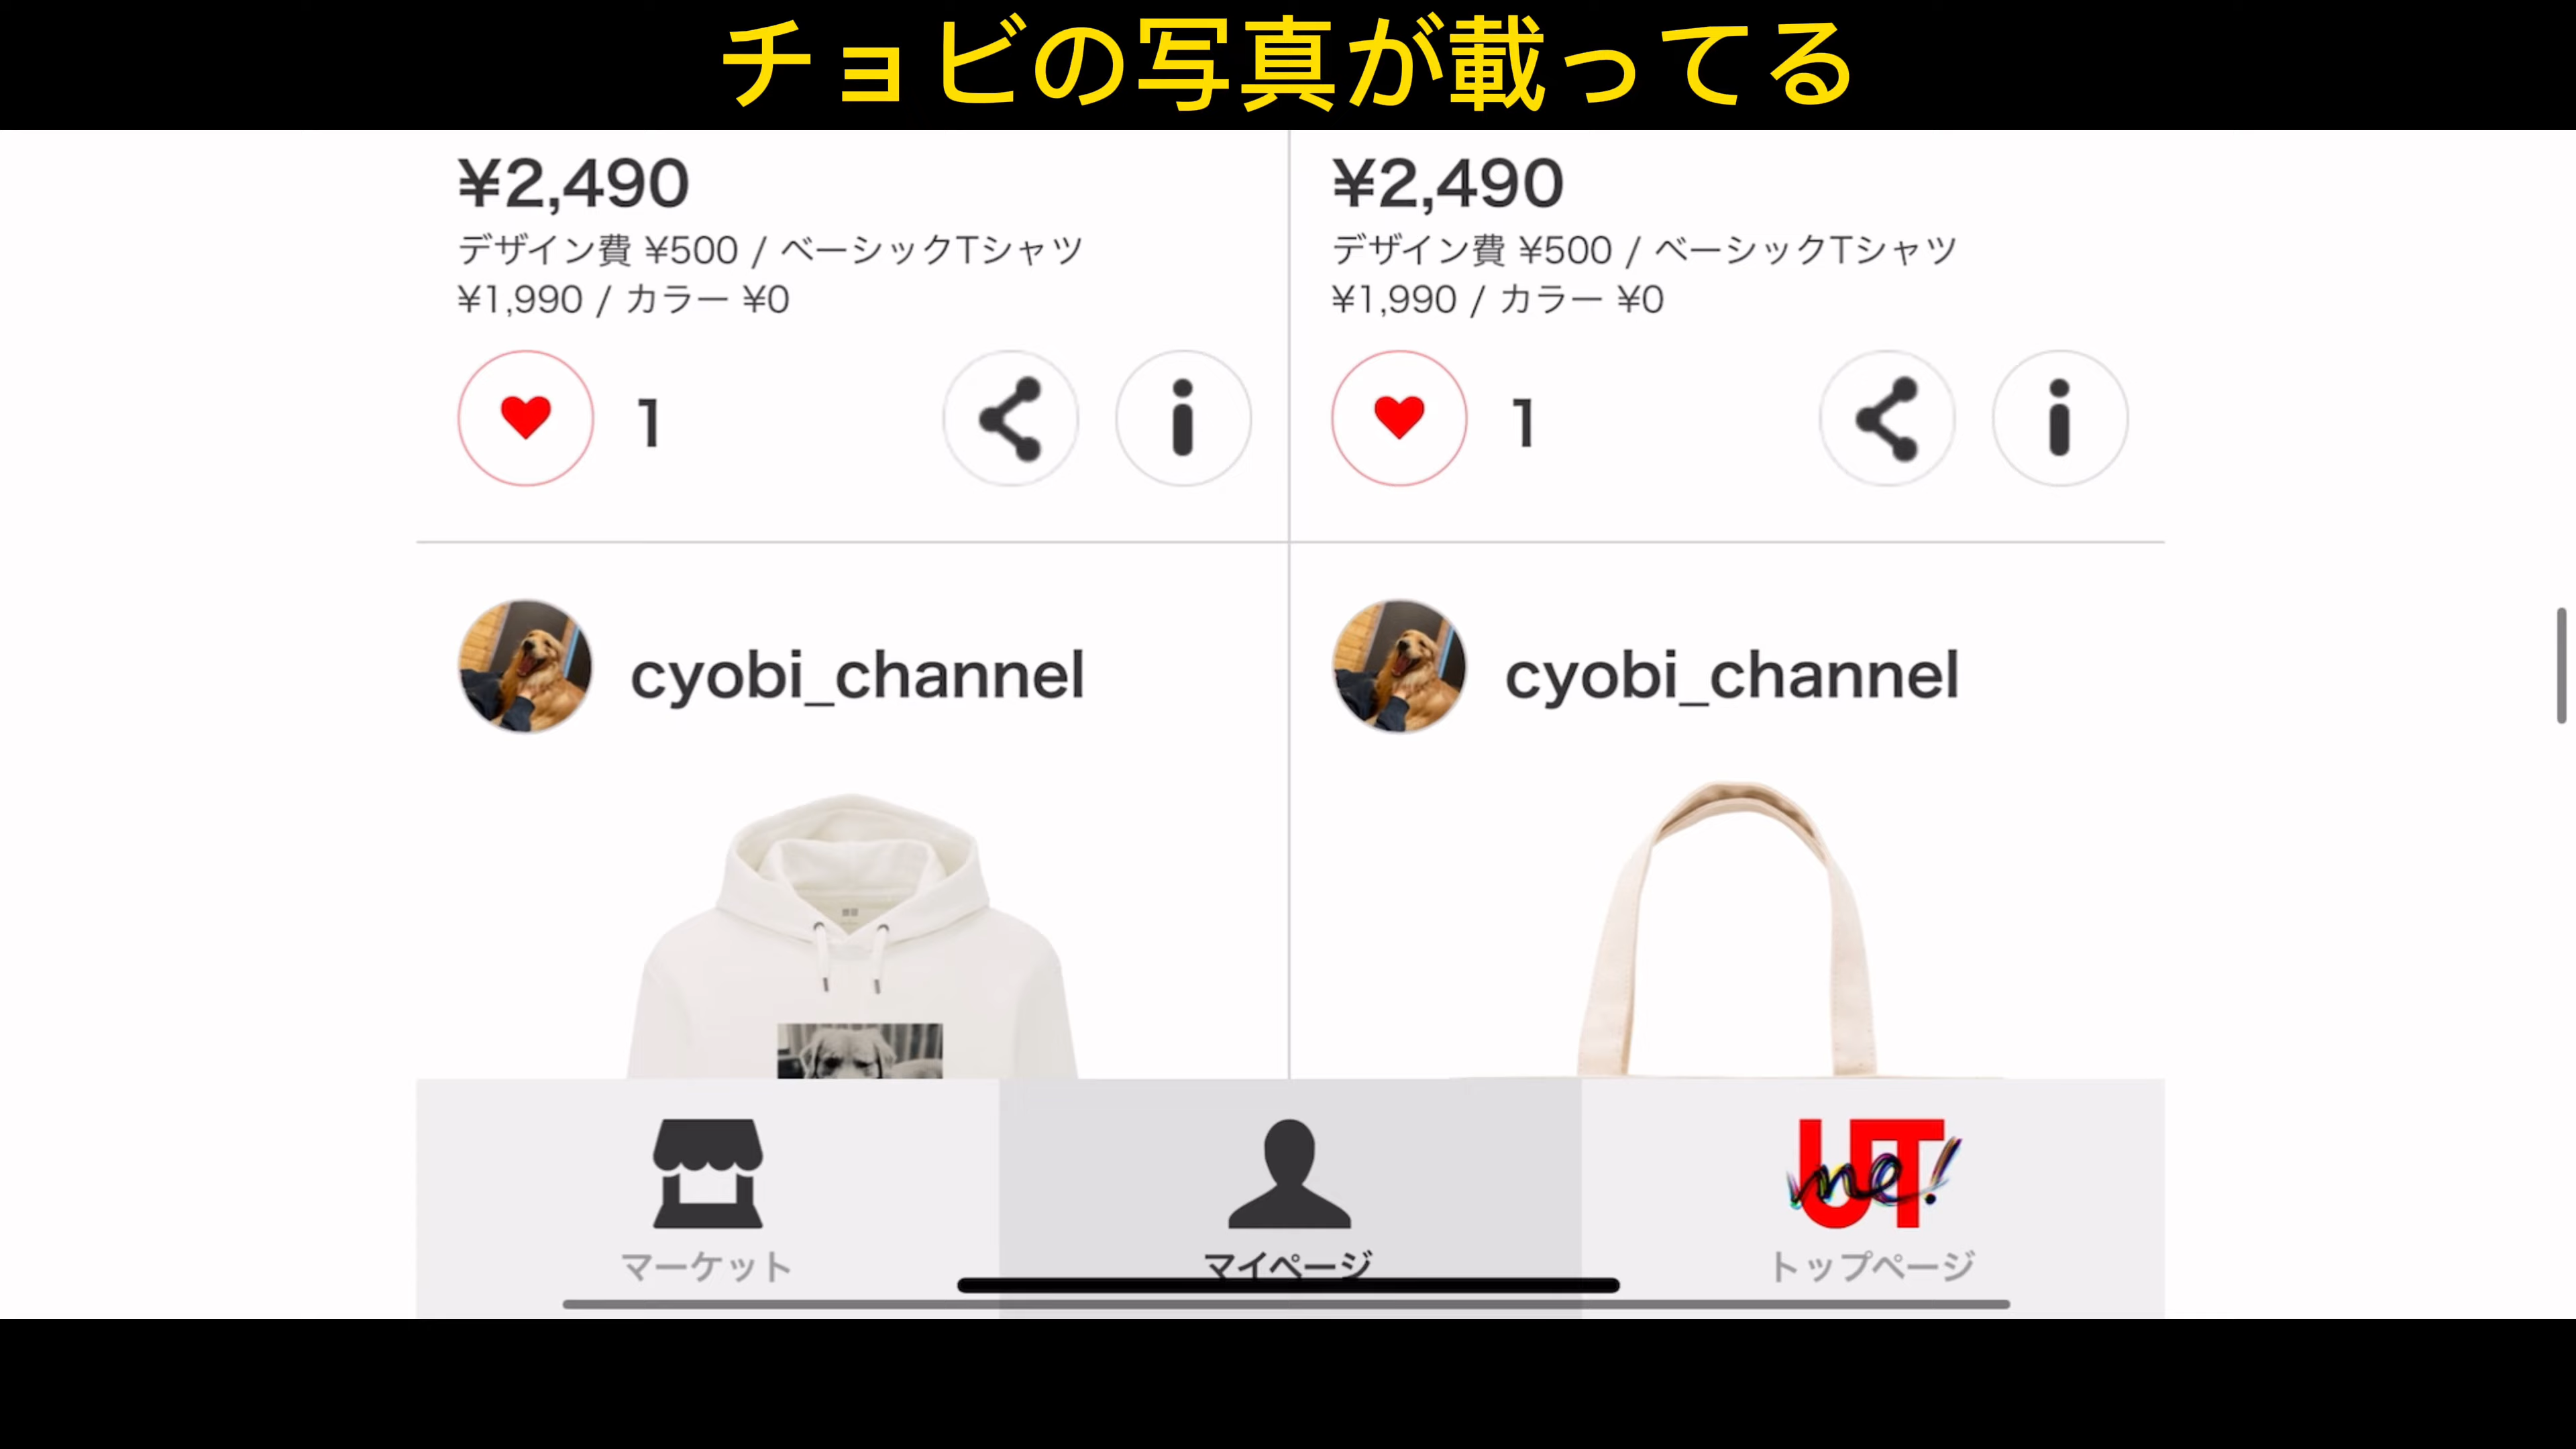 チョビの写真が載ってる
¥2,490
デザイン費 ¥500 / ベーシックTシャツ
¥1,990 / カラー ¥0
1
¥2,490
デザイン費 ¥500 / ベーシックTシャツ
¥1,990 / カラー ¥0
1
cyobi_channel
cyobi_channel
マーケット
マイページ
UT me!
トップページ